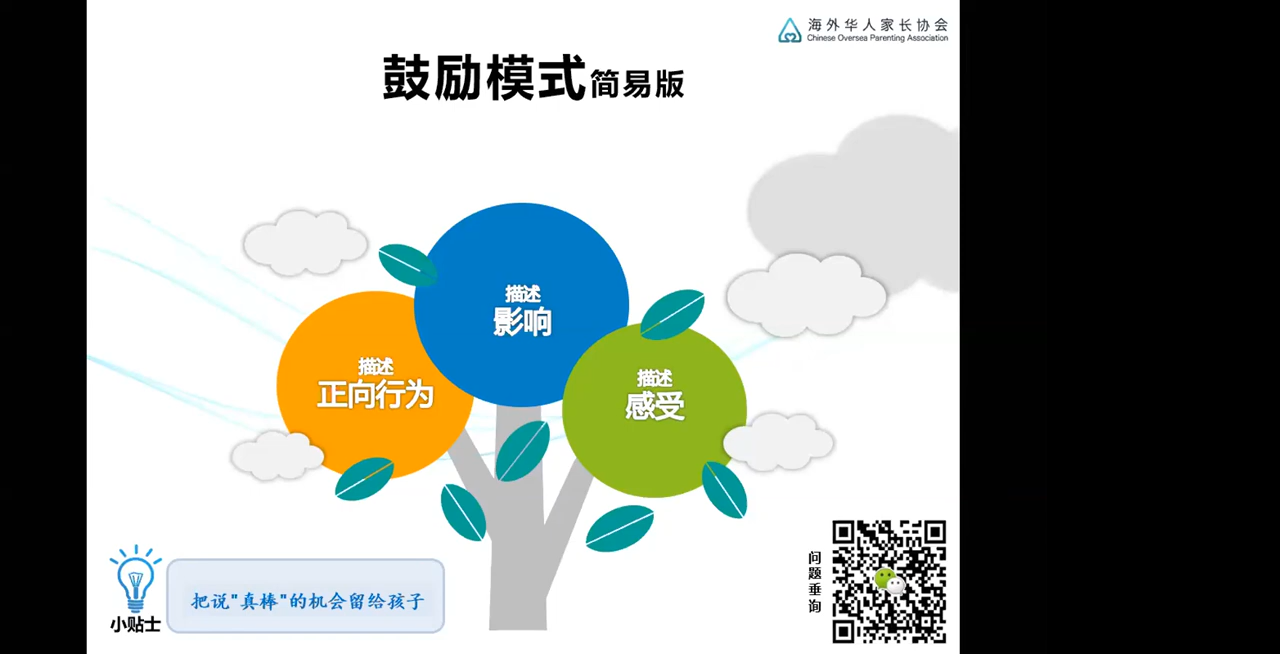 海外华人家长协会
Chinese Oversea Parenting Association
鼓励模式简易版
描述
影响
描述
正向行为
描述
感受
小贴士
把说"真棒"的机会留给孩子
问题垂询